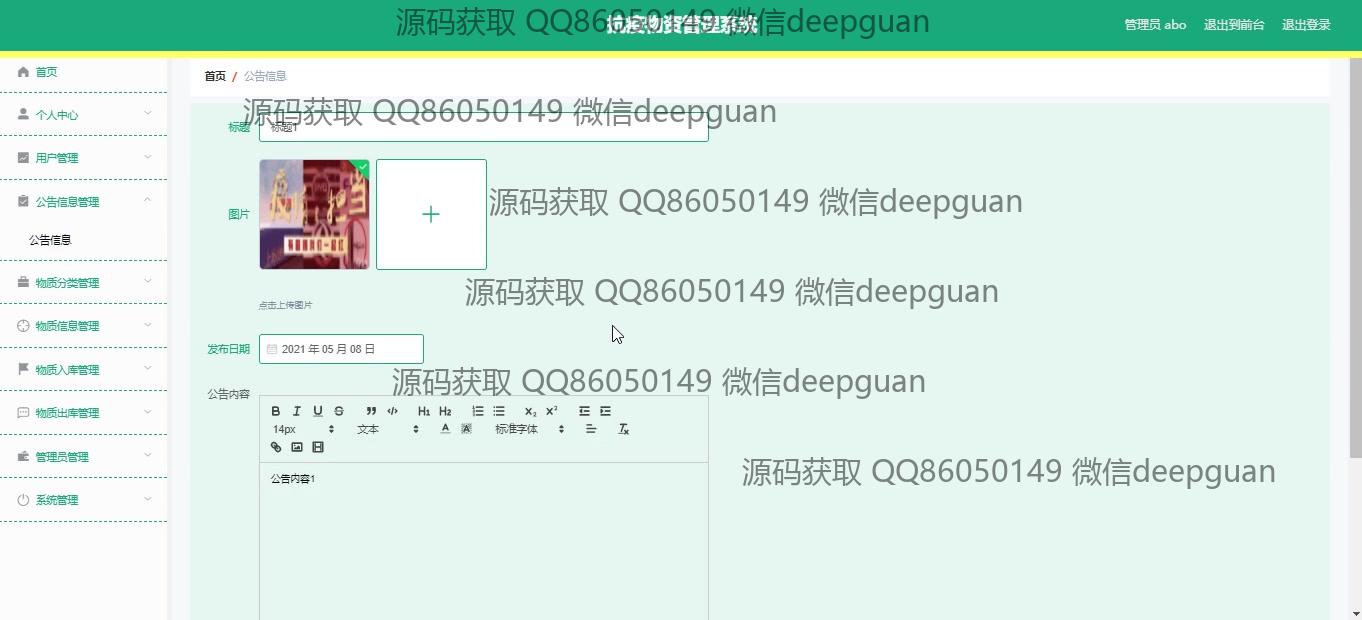 抗疫物资管理系统
源码获取 QQ86050149 微信deepguan
管理员 abo 退出到前台 退出登录
首页
个人中心
用户管理
公告信息管理
公告信息
物质分类管理
物质信息管理
物质入库管理
物质出库管理
管理员管理
系统管理
首页 / 公告信息
源码获取 QQ86050149 微信deepguan
标题 标题1
图片
源码获取 QQ86050149 微信deepguan
源码获取 QQ86050149 微信deepguan
点击上传图片
发布日期 2021 年 05 月 08 日
源码获取 QQ86050149 微信deepguan
公告内容
14px 文本 标准字体
公告内容1
源码获取 QQ86050149 微信deepguan